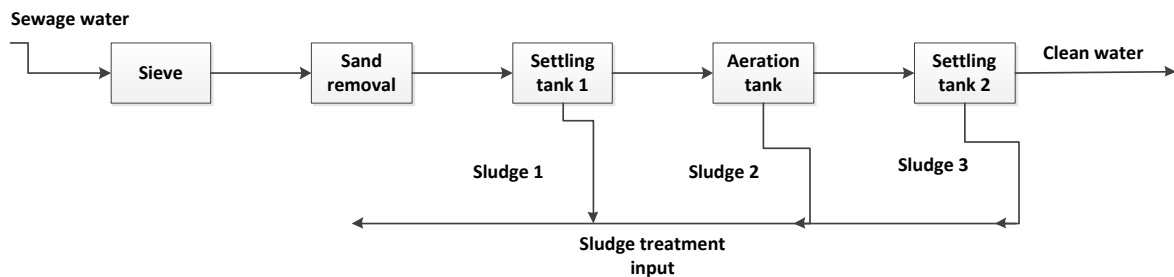 Sewage water
Sieve
Sand
removal
Settling
tank 1
Aeration
tank
Settling
tank 2
Clean water
Sludge 1
Sludge 2
Sludge 3
Sludge treatment
input